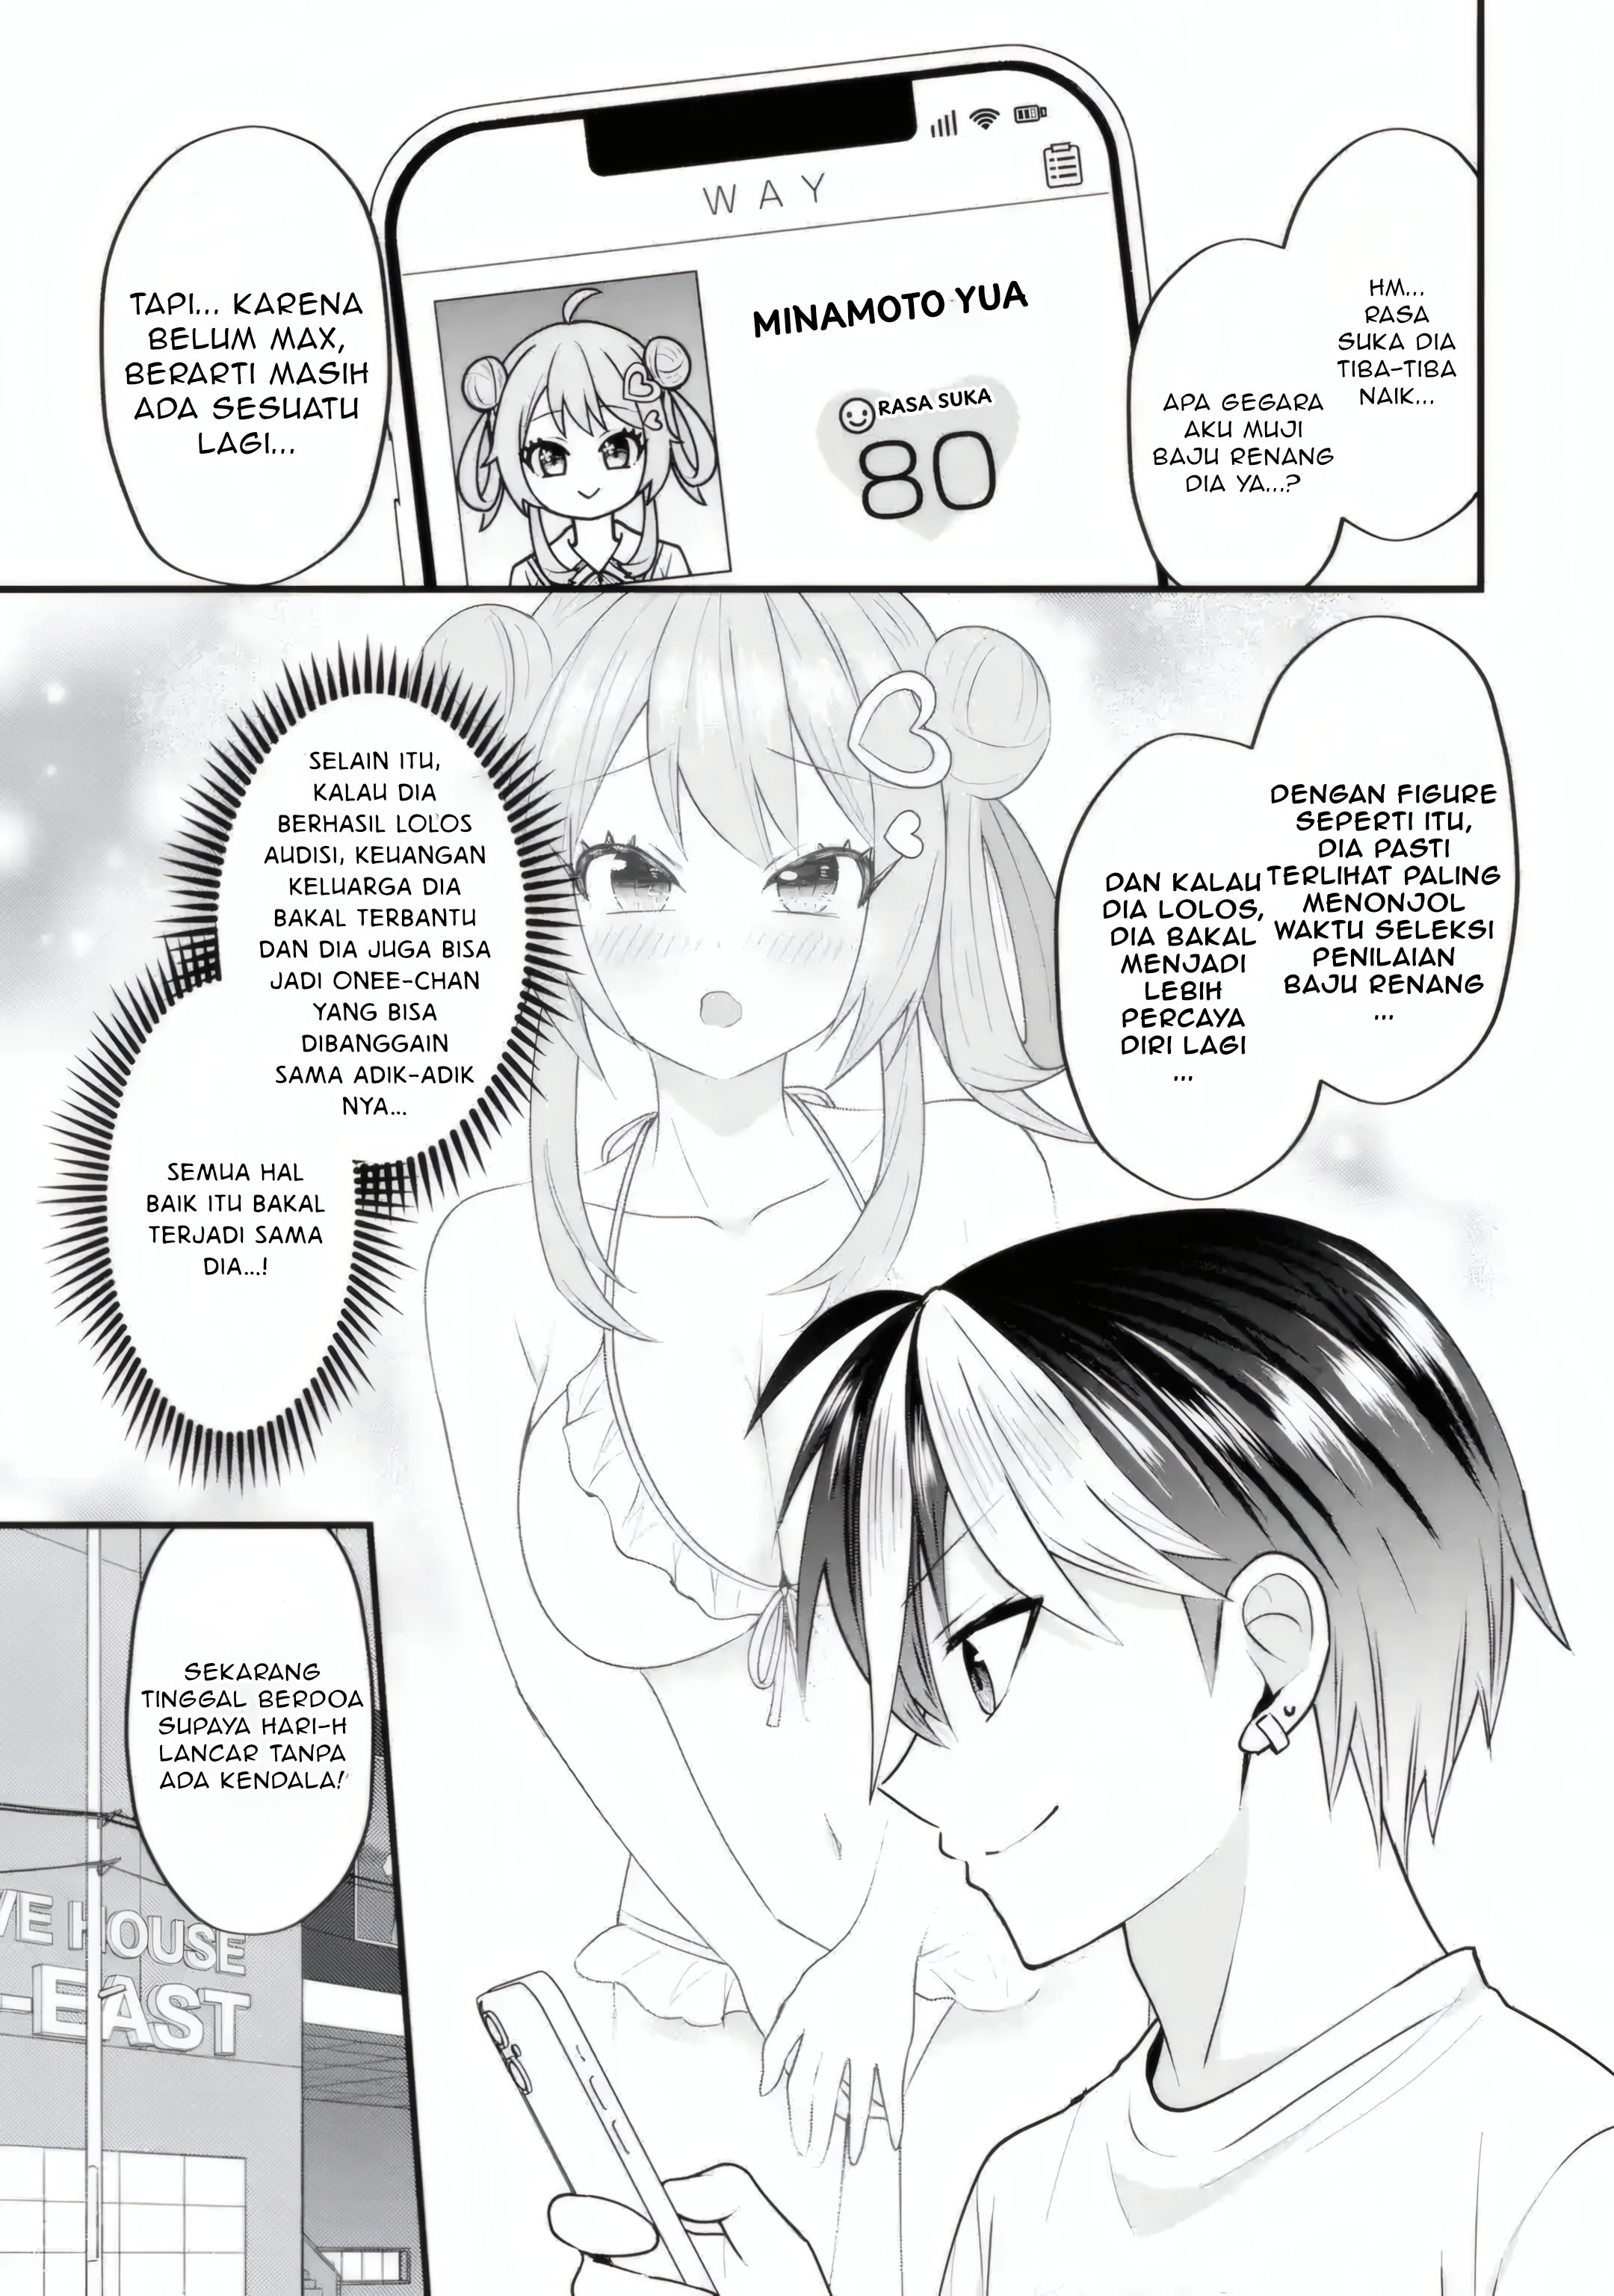 HM...
RASA
SUKA DIA
TIBA-TIBA
NAIK...
APA GEGARA
AKU MUJI
BAJU RENANG
DIA YA...?
WAY
MINAMOTO YUA
RASA SUKA
80
TAPI... KARENA
BELUM MAX,
BERARTI MASIH
ADA SESUATU
LAGI...
DENGAN FIGURE
SEPERTI ITU,
DIA PASTI
TERLIHAT PALING
MENONJOL
WAKTU SELEKSI
PENILAIAN
BAJU RENANG
...
DAN KALAU
DIA LOLOS,
DIA BAKAL
MENJADI
LEBIH
PERCAYA
DIRI LAGI
...
SELAIN ITU,
KALAU DIA
BERHASIL LOLOS
AUDISI, KEUANGAN
KELUARGA DIA
BAKAL TERBANTU
DAN DIA JUGA BISA
JADI ONEE-CHAN
YANG BISA
DIBANGGAIN
SAMA ADIK-ADIK
NYA...
SEMUA HAL
BAIK ITU BAKAL
TERJADI SAMA
DIA...!
SEKARANG
TINGGAL BERDOA
SUPAYA HARI-H
LANCAR TANPA
ADA KENDALA!
VE HOUSE
-EAST